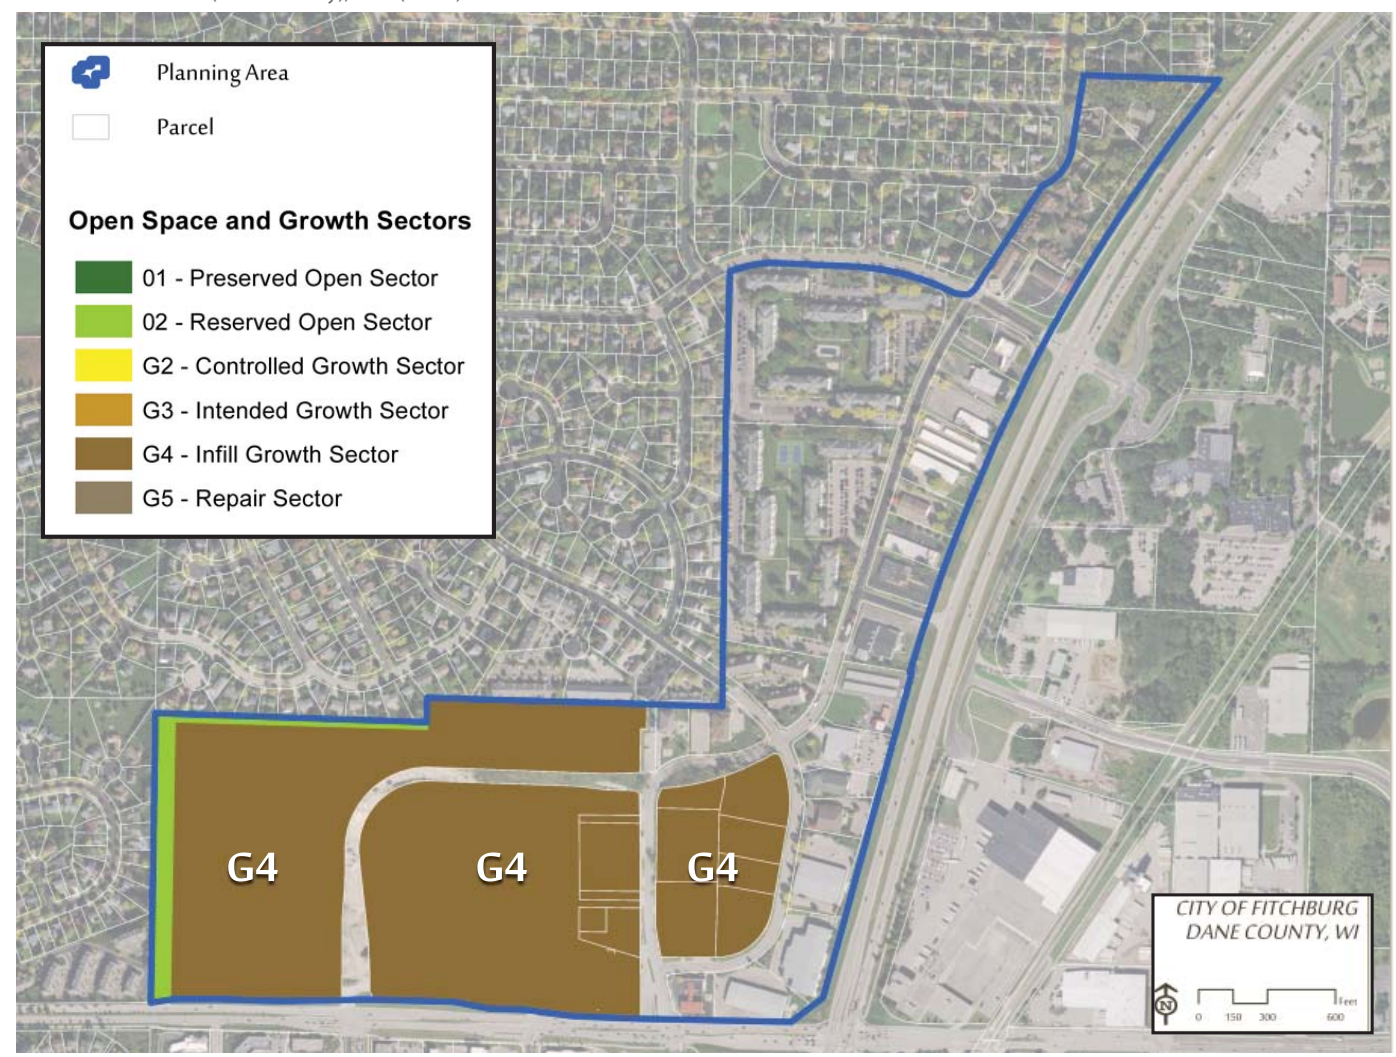 Planning Area
Parcel
Open Space and Growth Sectors
01 - Preserved Open Sector
02 - Reserved Open Sector
G2 - Controlled Growth Sector
G3 - Intended Growth Sector
G4 - Infill Growth Sector
G5 - Repair Sector
G4 G4 G4
CITY OF FITCHBURG
DANE COUNTY, WI
N
Feet
0 150 300 600